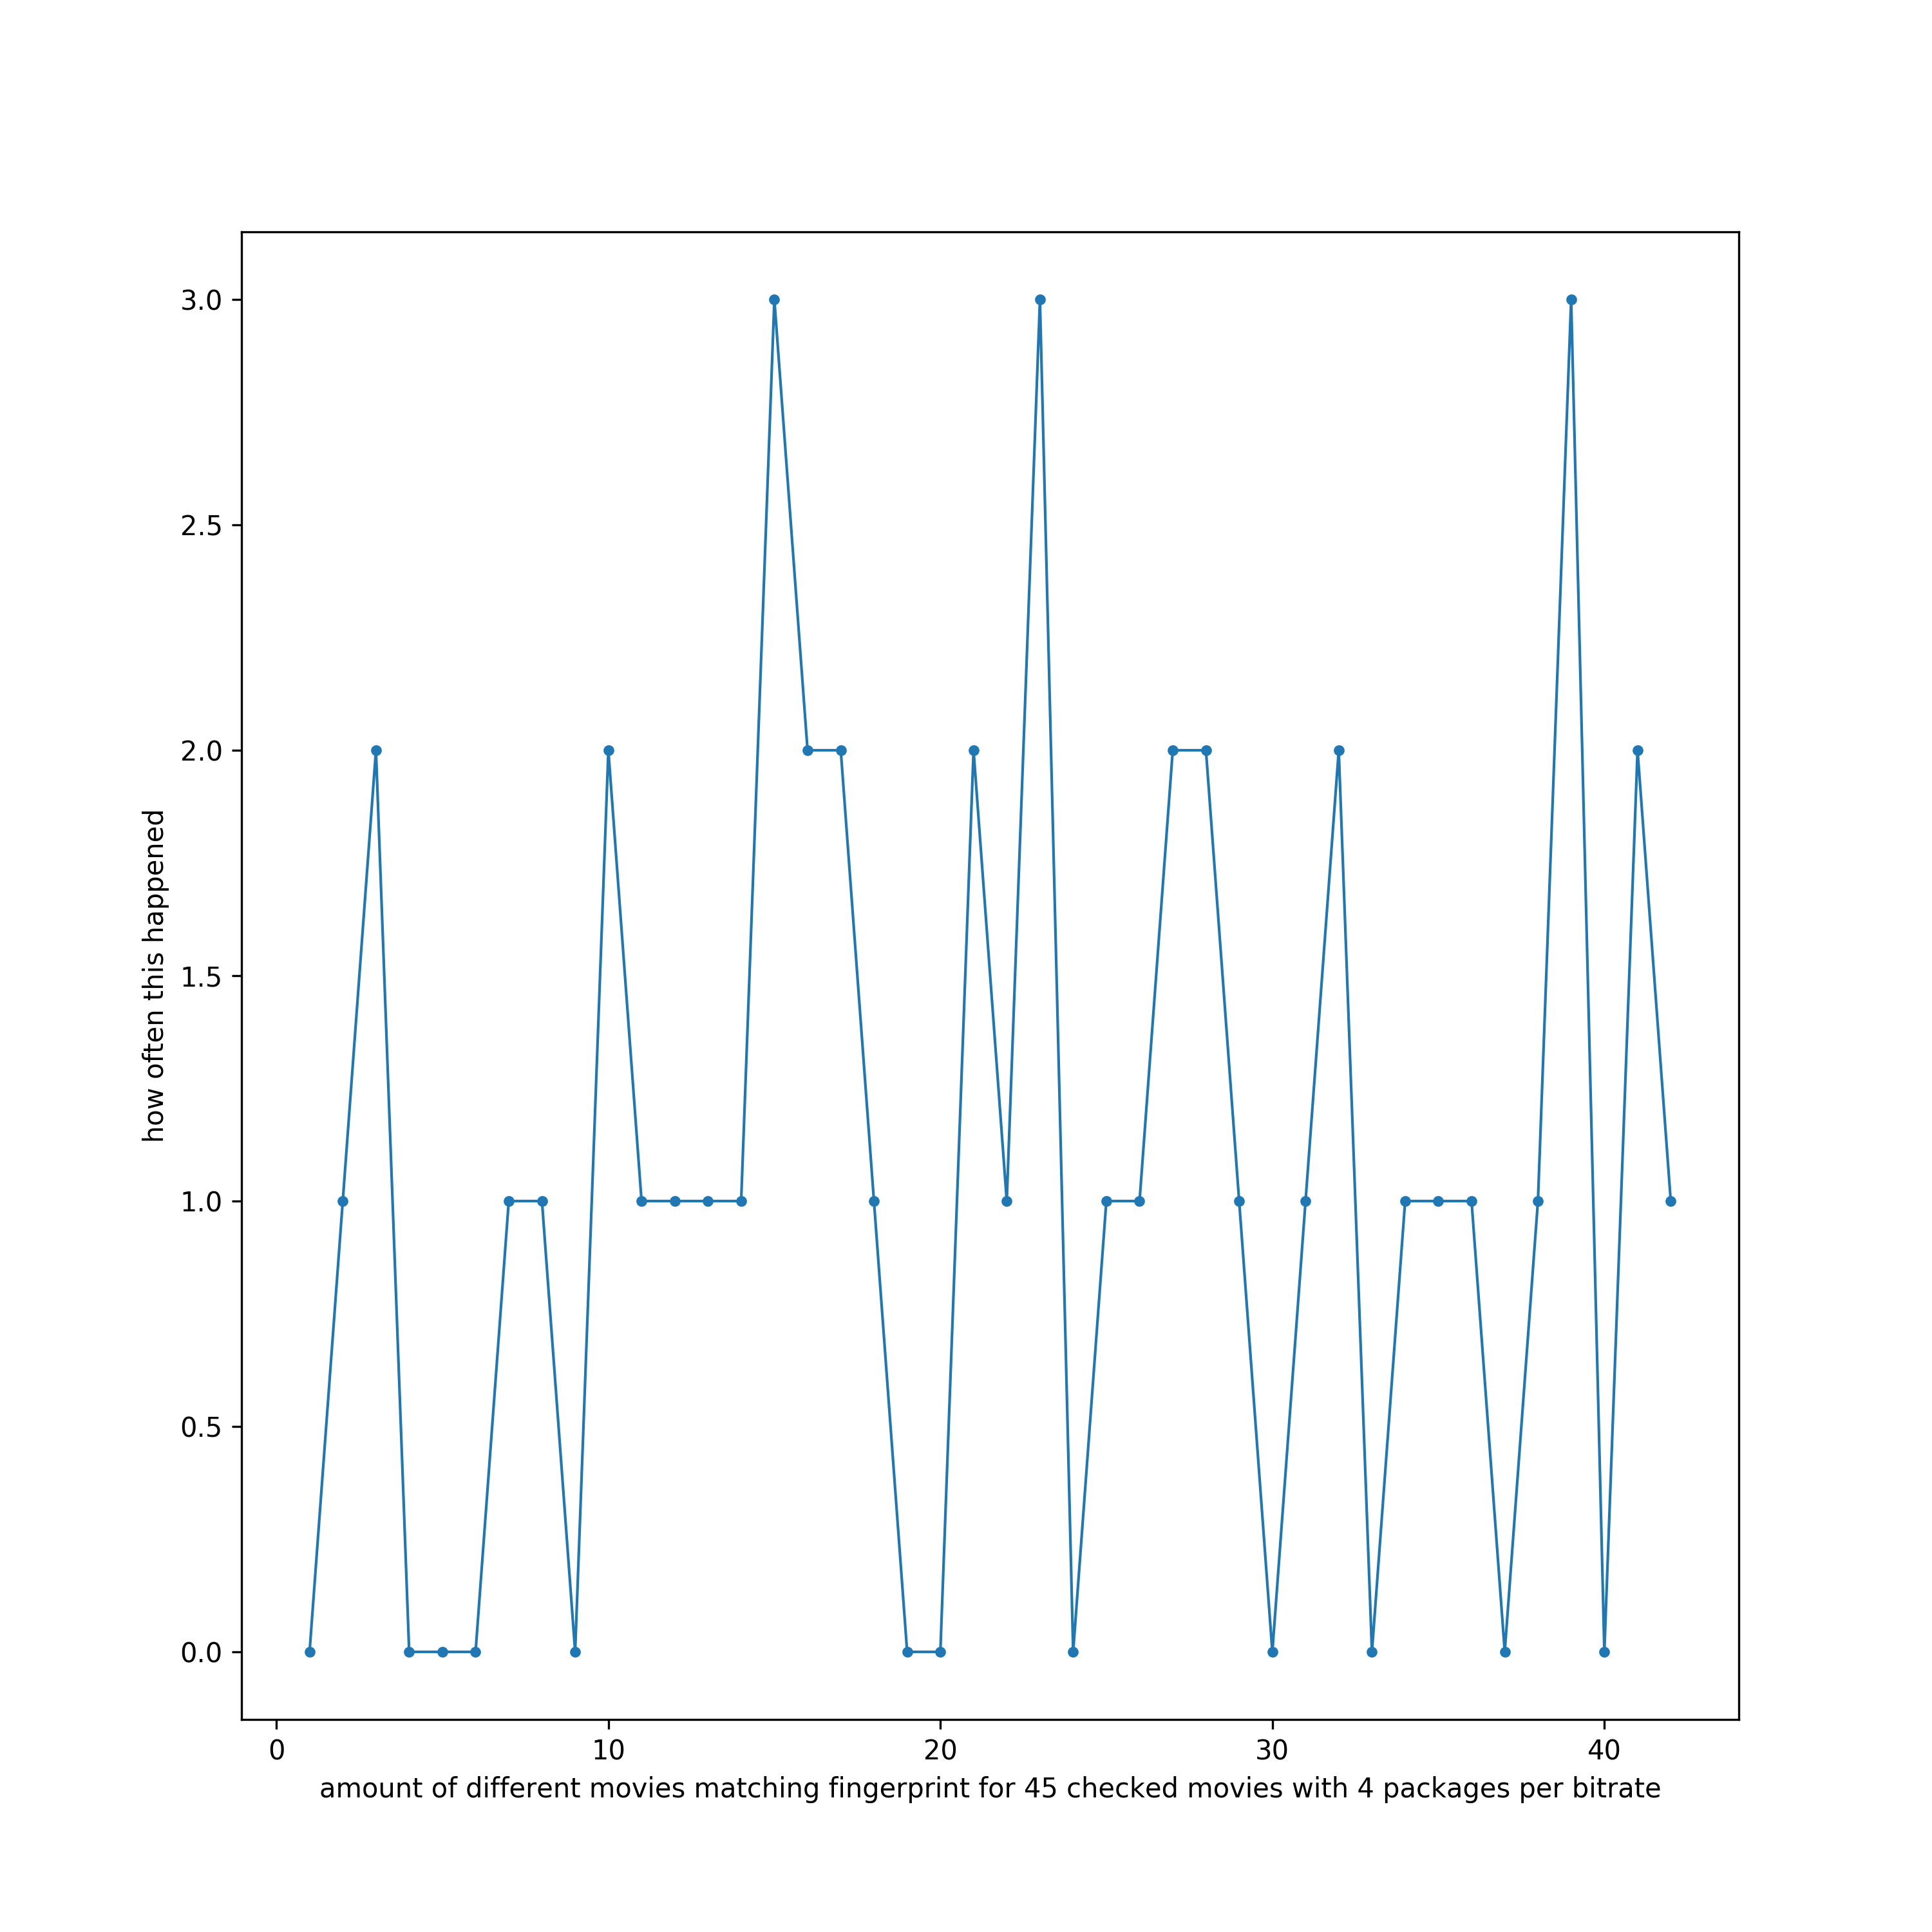 3.0
2.5
2.0
1.5
1.0
0.5
0.0
how often this happened
0 10 20 30 40
amount of different movies matching fingerprint for 45 checked movies with 4 packages per bitrate